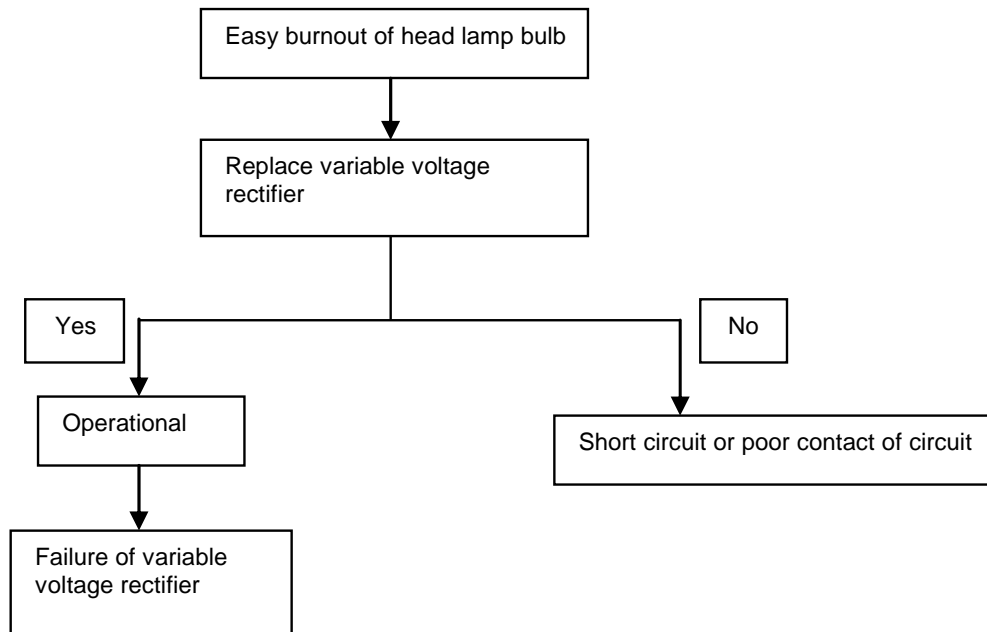 Easy burnout of head lamp bulb
Replace variable voltage
rectifier
Yes
No
Operational
Short circuit or poor contact of circuit
Failure of variable
voltage rectifier